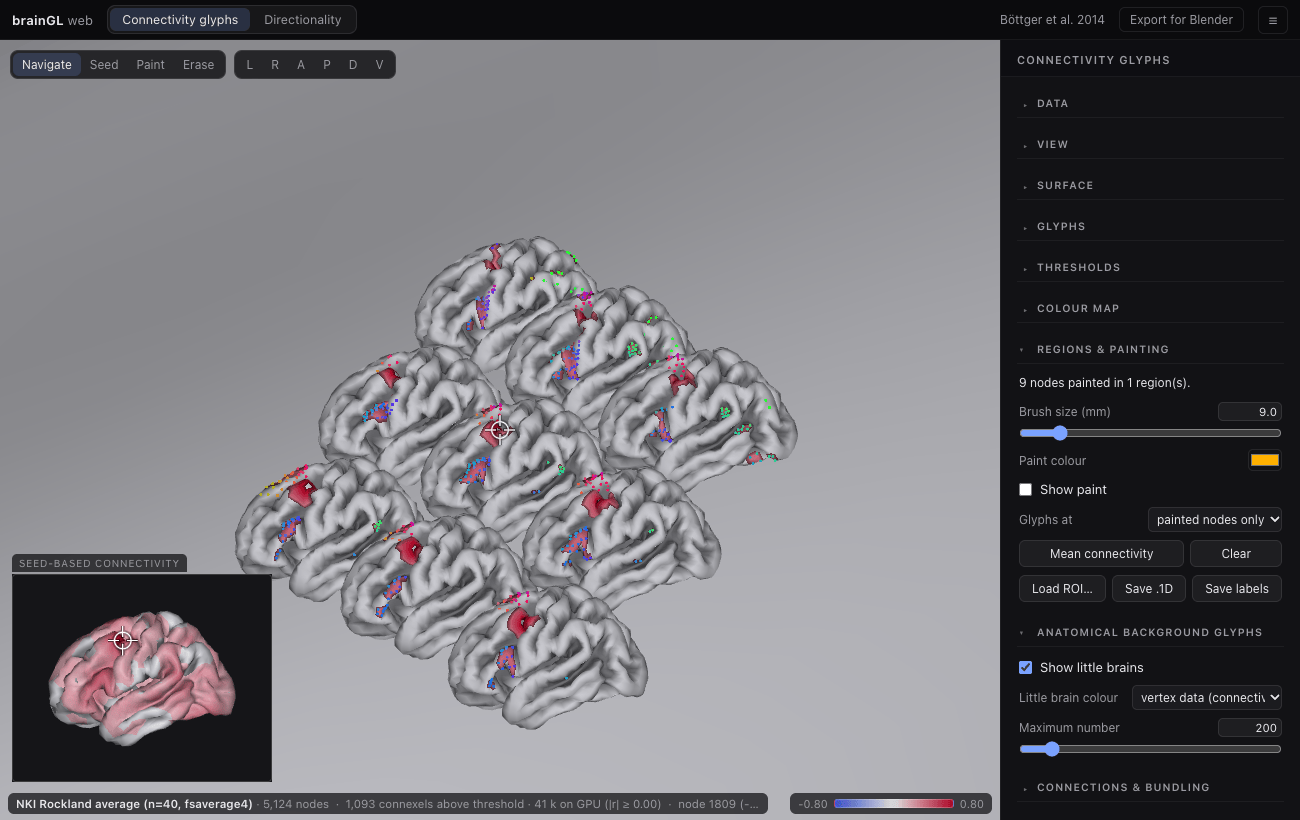 brainGL web Connectivity glyphs Directionality Böttger et al. 2014 Export for Blender ≡
Navigate Seed Paint Erase L R A P D V
CONNECTIVITY GLYPHS
DATA
VIEW
SURFACE
GLYPHS
THRESHOLDS
COLOUR MAP
REGIONS & PAINTING
9 nodes painted in 1 region(s).
Brush size (mm) 9.0
Paint colour
Show paint
Glyphs at painted nodes only
Mean connectivity Clear
Load ROI... Save .1D Save labels
ANATOMICAL BACKGROUND GLYPHS
Show little brains
Little brain colour vertex data (connectiv
Maximum number 200
CONNECTIONS & BUNDLING
SEED-BASED CONNECTIVITY
NKI Rockland average (n=40, fsaverage4) · 5,124 nodes · 1,093 connexels above threshold · 41 k on GPU (|r| ≥ 0.00) · node 1809 (-...
-0.80 0.80